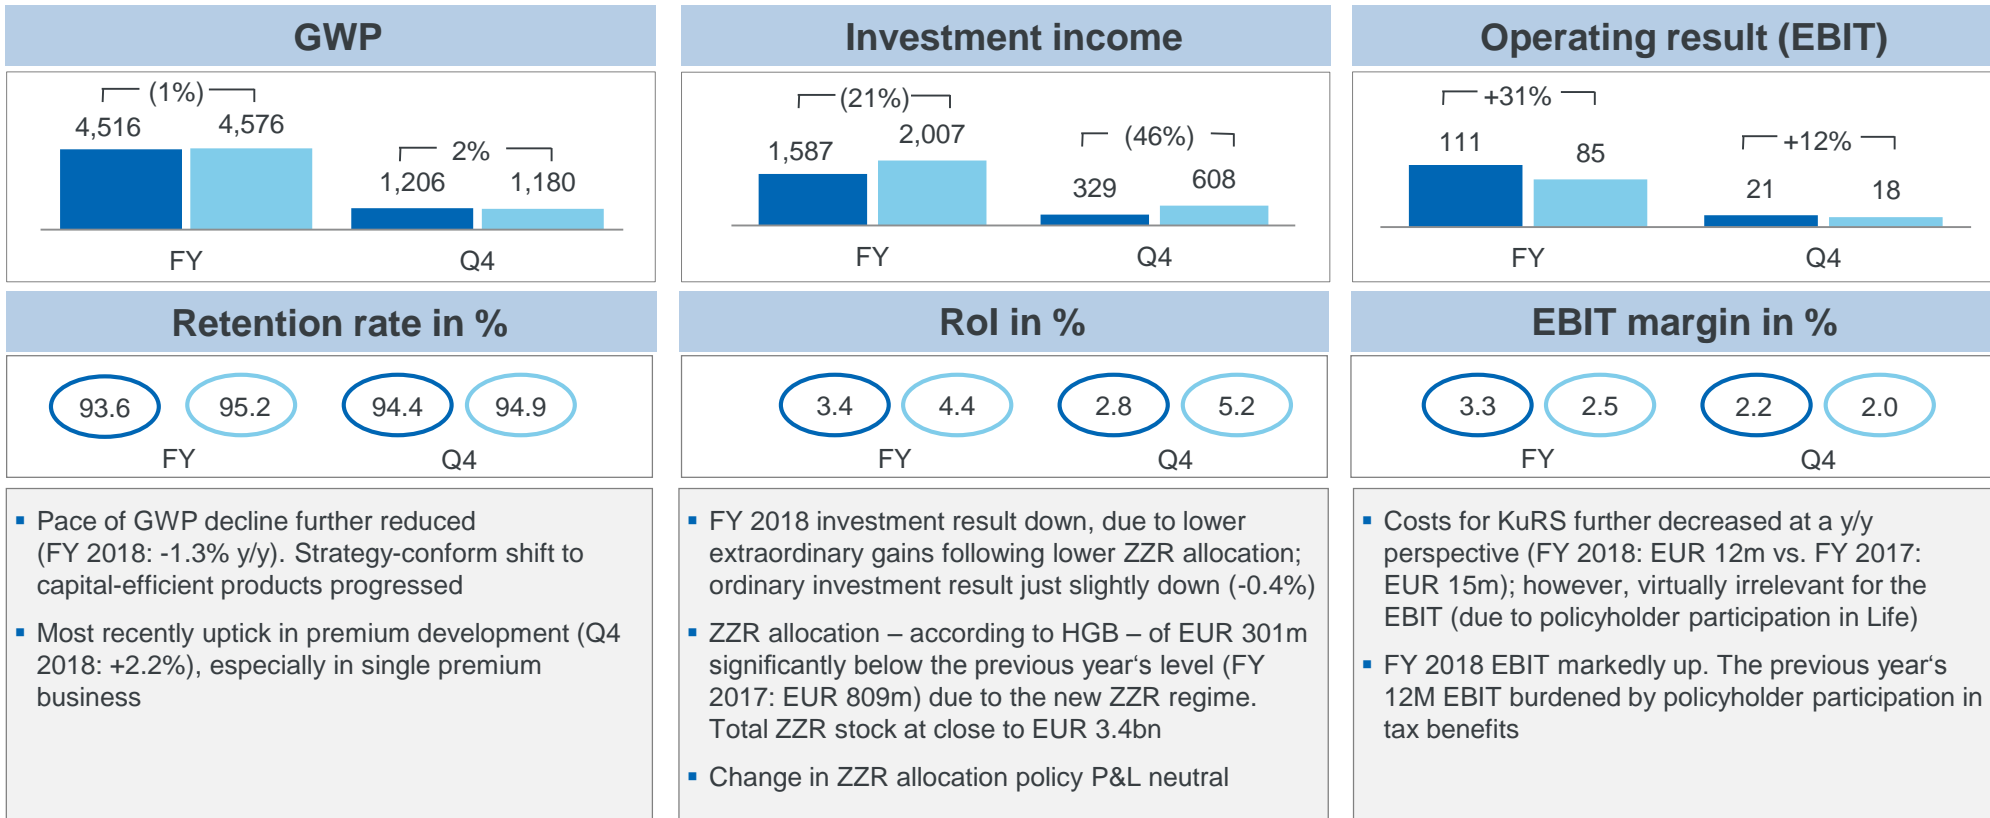 GWP
(1%)
4,516
4,576
2%
1,206
1,180
FY
Q4
Investment income
(21%)
1,587
2,007
(46%)
329
608
FY
Q4
Operating result (EBIT)
+31%
111
85
+12%
21
18
FY
Q4
Retention rate in %
93.6
95.2
94.4
94.9
FY
Q4
RoI in %
3.4
4.4
2.8
5.2
FY
Q4
EBIT margin in %
3.3
2.5
2.2
2.0
FY
Q4
▪ Pace of GWP decline further reduced
(FY 2018: -1.3% y/y). Strategy-conform shift to
capital-efficient products progressed
▪ Most recently uptick in premium development (Q4
2018: +2.2%), especially in single premium
business
▪ FY 2018 investment result down, due to lower
extraordinary gains following lower ZZR allocation;
ordinary investment result just slightly down (-0.4%)
▪ ZZR allocation – according to HGB – of EUR 301m
significantly below the previous year‘s level (FY
2017: EUR 809m) due to the new ZZR regime.
Total ZZR stock at close to EUR 3.4bn
▪ Change in ZZR allocation policy P&L neutral
▪ Costs for KuRS further decreased at a y/y
perspective (FY 2018: EUR 12m vs. FY 2017:
EUR 15m); however, virtually irrelevant for the
EBIT (due to policyholder participation in Life)
▪ FY 2018 EBIT markedly up. The previous year‘s
12M EBIT burdened by policyholder participation in
tax benefits